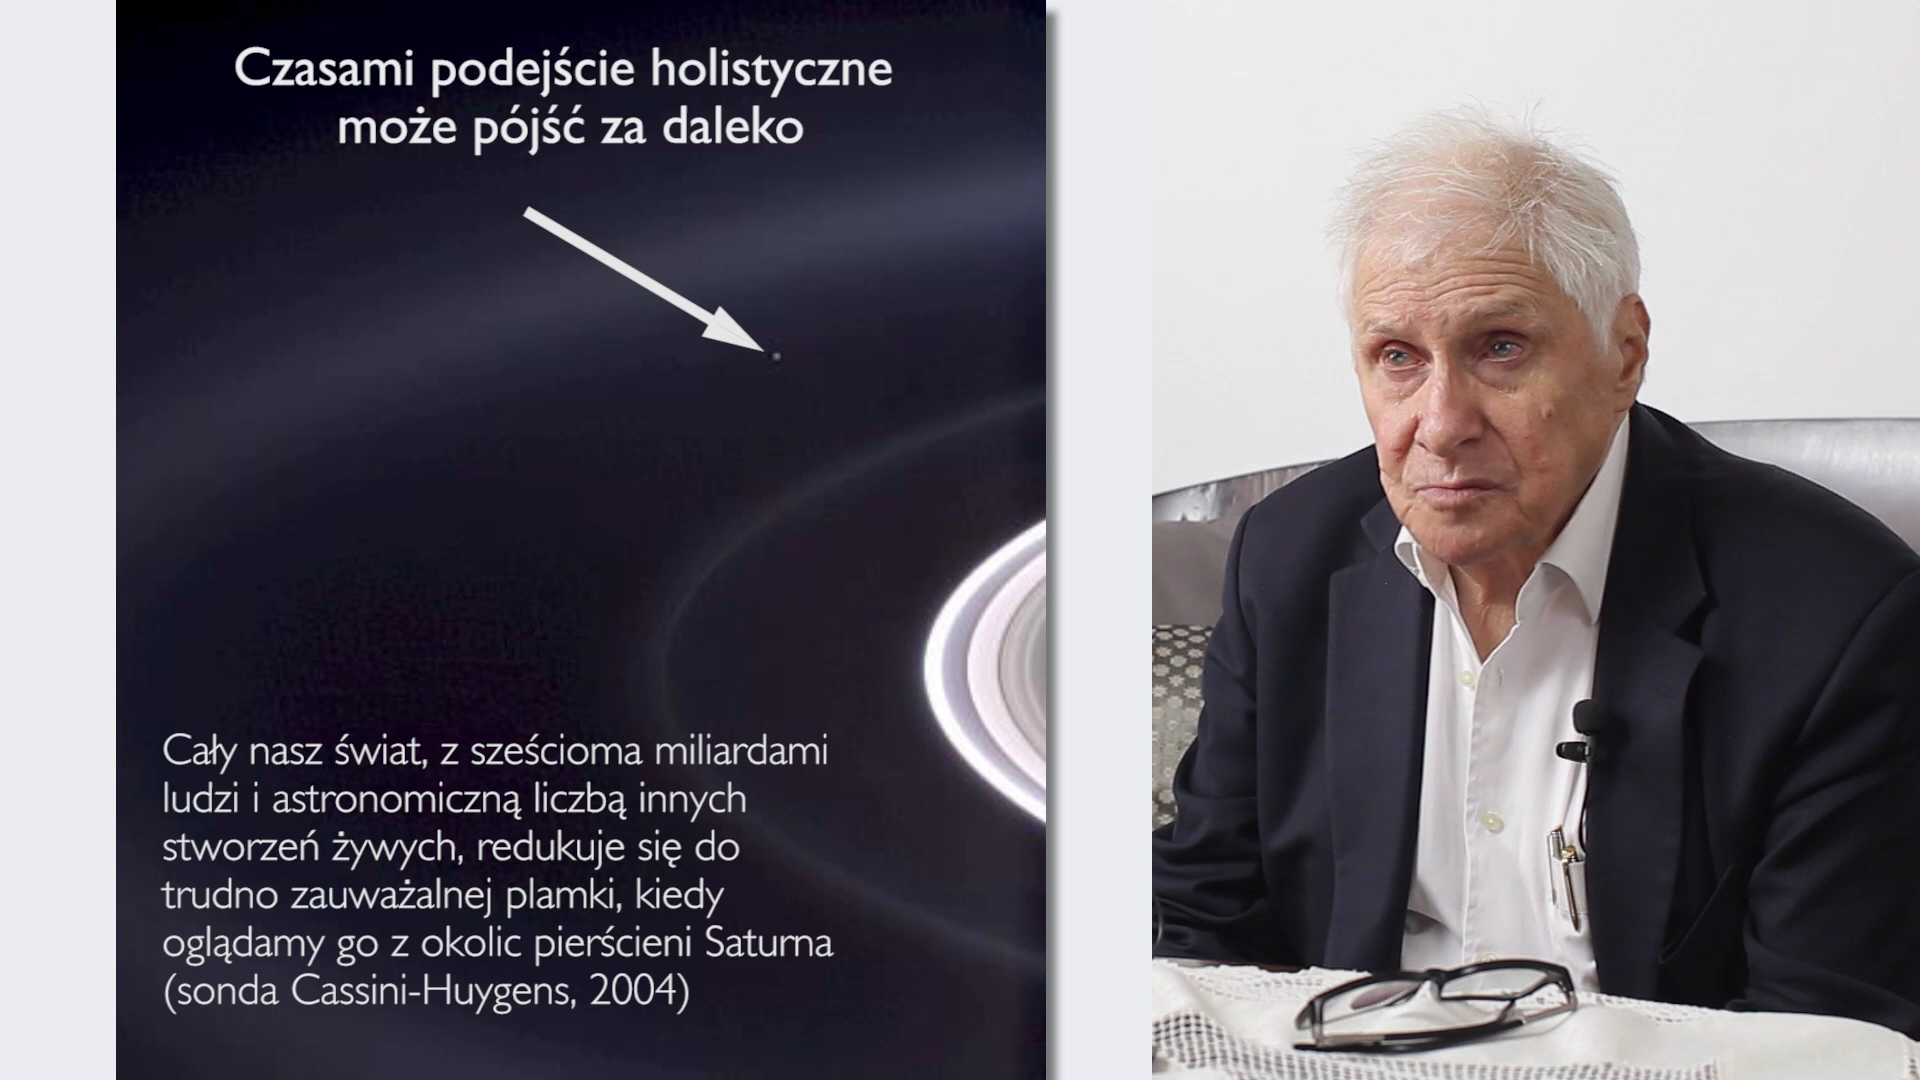 Czasami podejście holistyczne
może pójść za daleko
Cały nasz świat, z sześcioma miliardami
ludzi i astronomiczną liczbą innych
stworzeń żywych, redukuje się do
trudno zauważalnej plamki, kiedy
oglądamy go z okolic pierścieni Saturna
(sonda Cassini-Huygens, 2004)